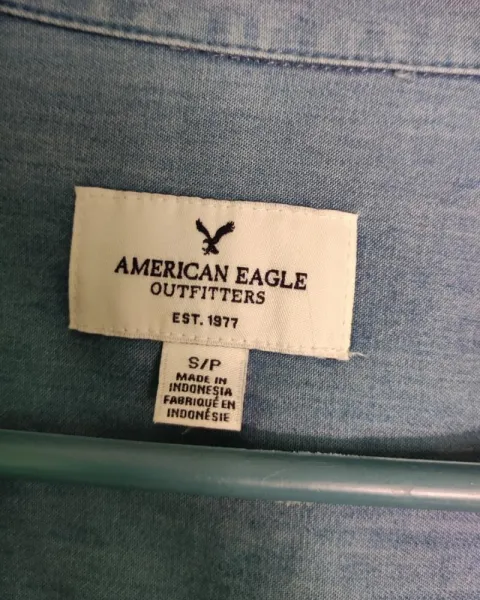 AMERICAN EAGLE
OUTFITTERS
EST. 1977
S/P
MADE IN
INDONESIA
FABRIQUÉ EN
INDONÉSIE